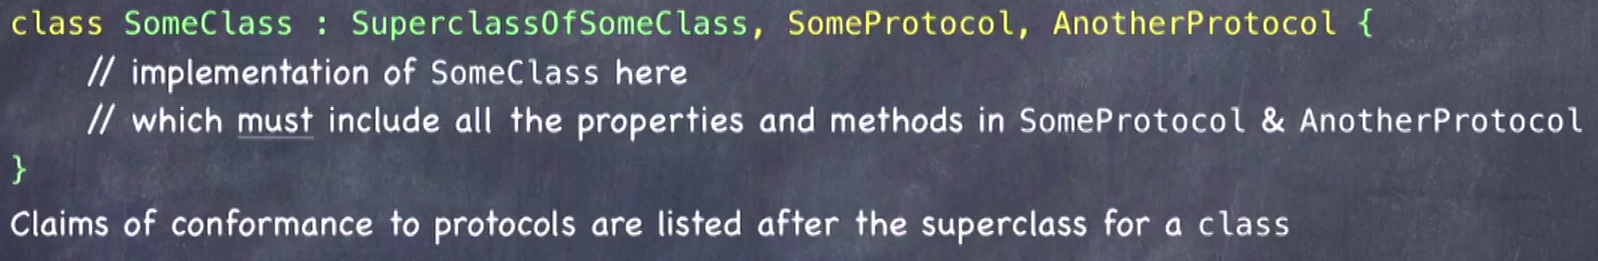 class SomeClass : SuperclassOfSomeClass, SomeProtocol, AnotherProtocol {
// implementation of SomeClass here
// which must include all the properties and methods in SomeProtocol & AnotherProtocol
}
Claims of conformance to protocols are listed after the superclass for a class